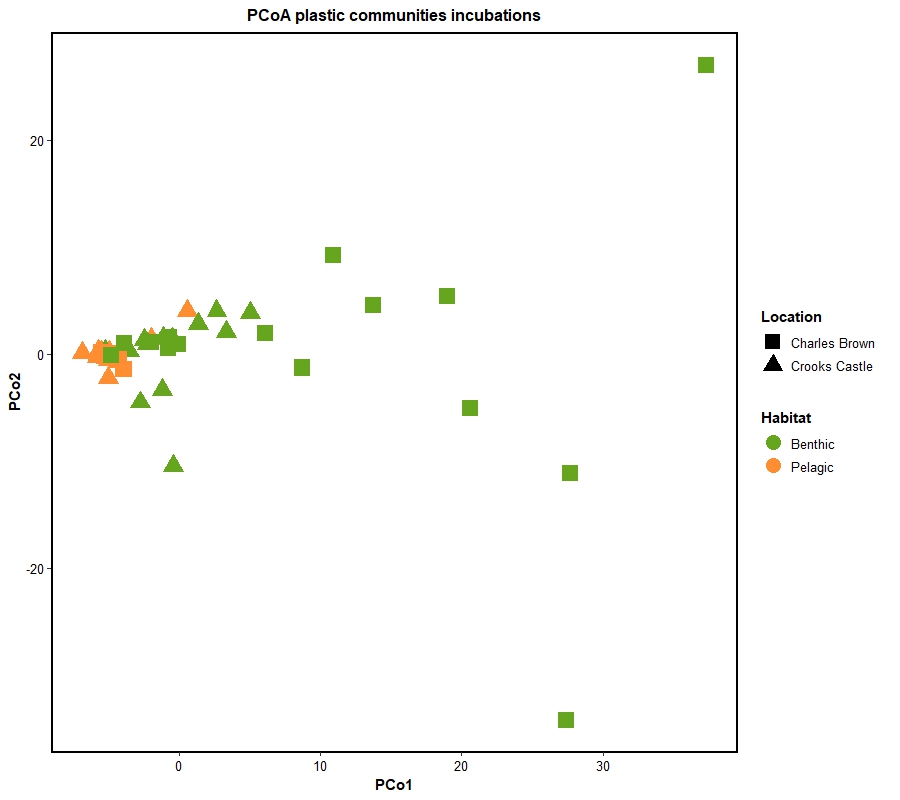 PCoA plastic communities incubations
20
0
-20
PCo2
0
10
20
30
PCo1
Location
Charles Brown
Crooks Castle
Habitat
Benthic
Pelagic